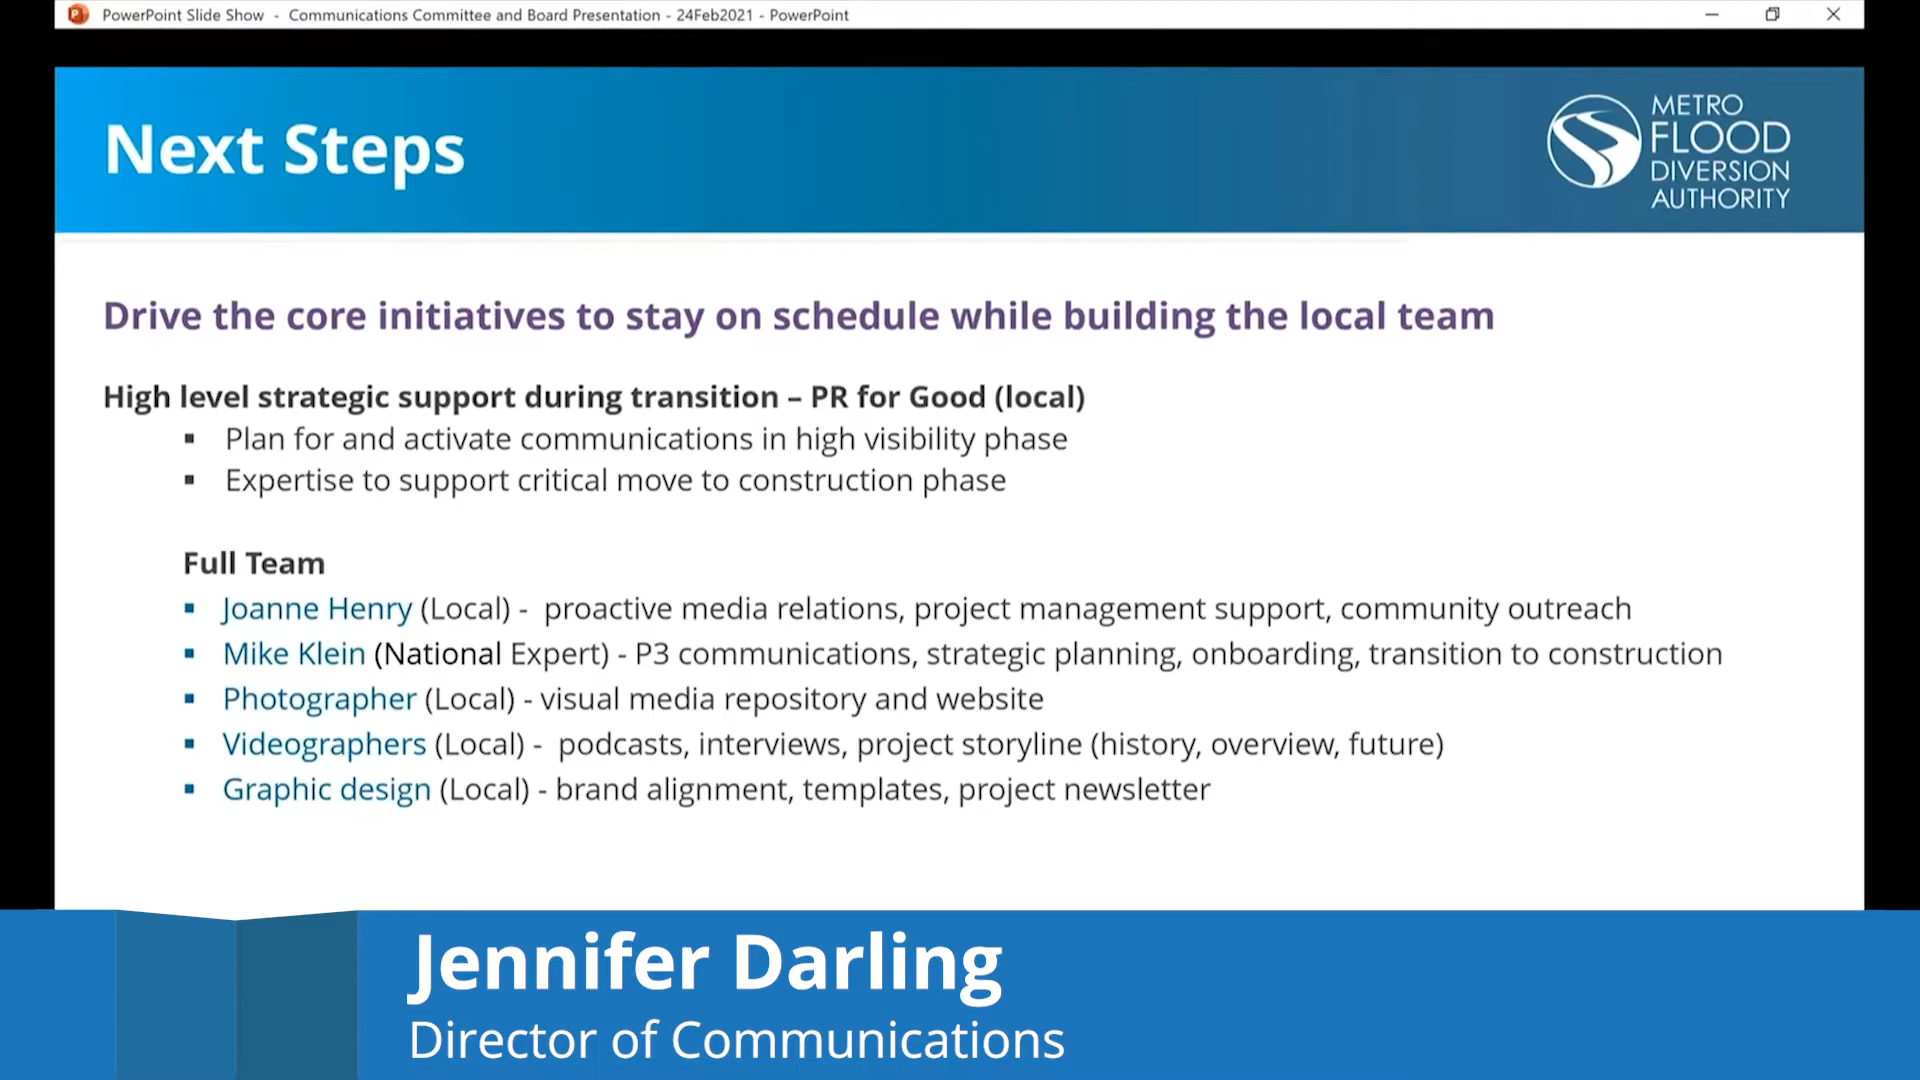 PowerPoint Slide Show - Communications Committee and Board Presentation - 24Feb2021 - PowerPoint
Next Steps
METRO
FLOOD
DIVERSION
AUTHORITY
Drive the core initiatives to stay on schedule while building the local team
High level strategic support during transition – PR for Good (local)
▪ Plan for and activate communications in high visibility phase
▪ Expertise to support critical move to construction phase
Full Team
▪ Joanne Henry (Local) - proactive media relations, project management support, community outreach
▪ Mike Klein (National Expert) - P3 communications, strategic planning, onboarding, transition to construction
▪ Photographer (Local) - visual media repository and website
▪ Videographers (Local) - podcasts, interviews, project storyline (history, overview, future)
▪ Graphic design (Local) - brand alignment, templates, project newsletter
Jennifer Darling
Director of Communications